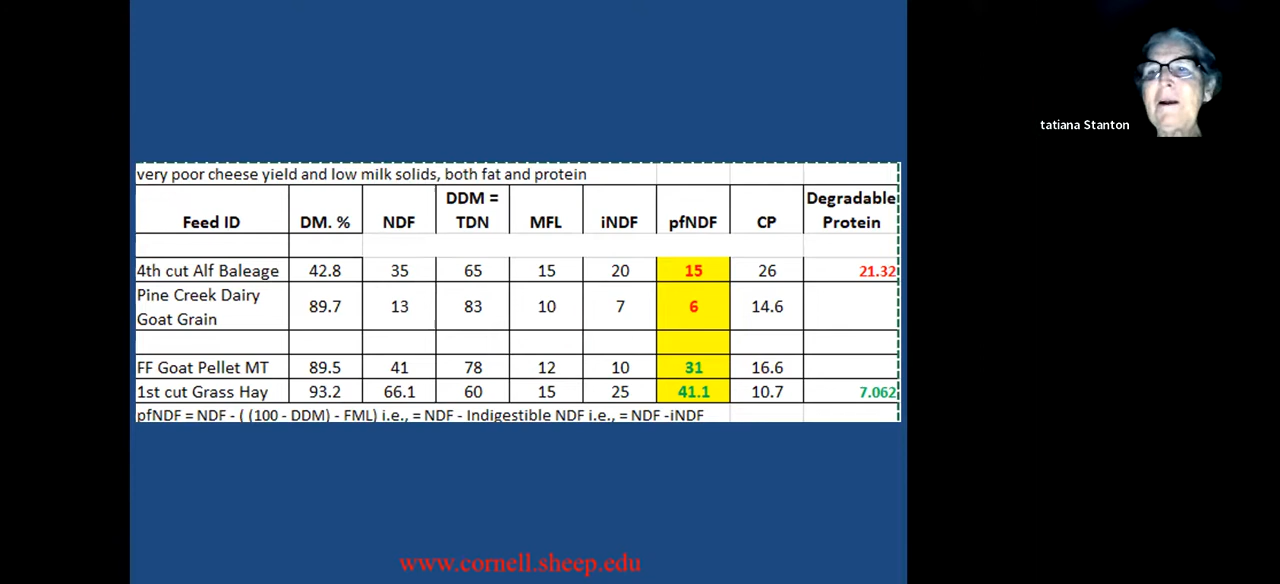 tatiana Stanton
very poor cheese yield and low milk solids, both fat and protein
Feed ID DM. % NDF DDM = TDN MFL iNDF pfNDF CP Degradable Protein
4th cut Alf Baleage 42.8 35 65 15 20 15 26 21.32
Pine Creek Dairy Goat Grain 89.7 13 83 10 7 6 14.6
FF Goat Pellet MT 89.5 41 78 12 10 31 16.6
1st cut Grass Hay 93.2 66.1 60 15 25 41.1 10.7 7.062
pfNDF = NDF - ( (100 - DDM) - FML) i.e., = NDF - Indigestible NDF i.e., = NDF -iNDF
www.cornell.sheep.edu